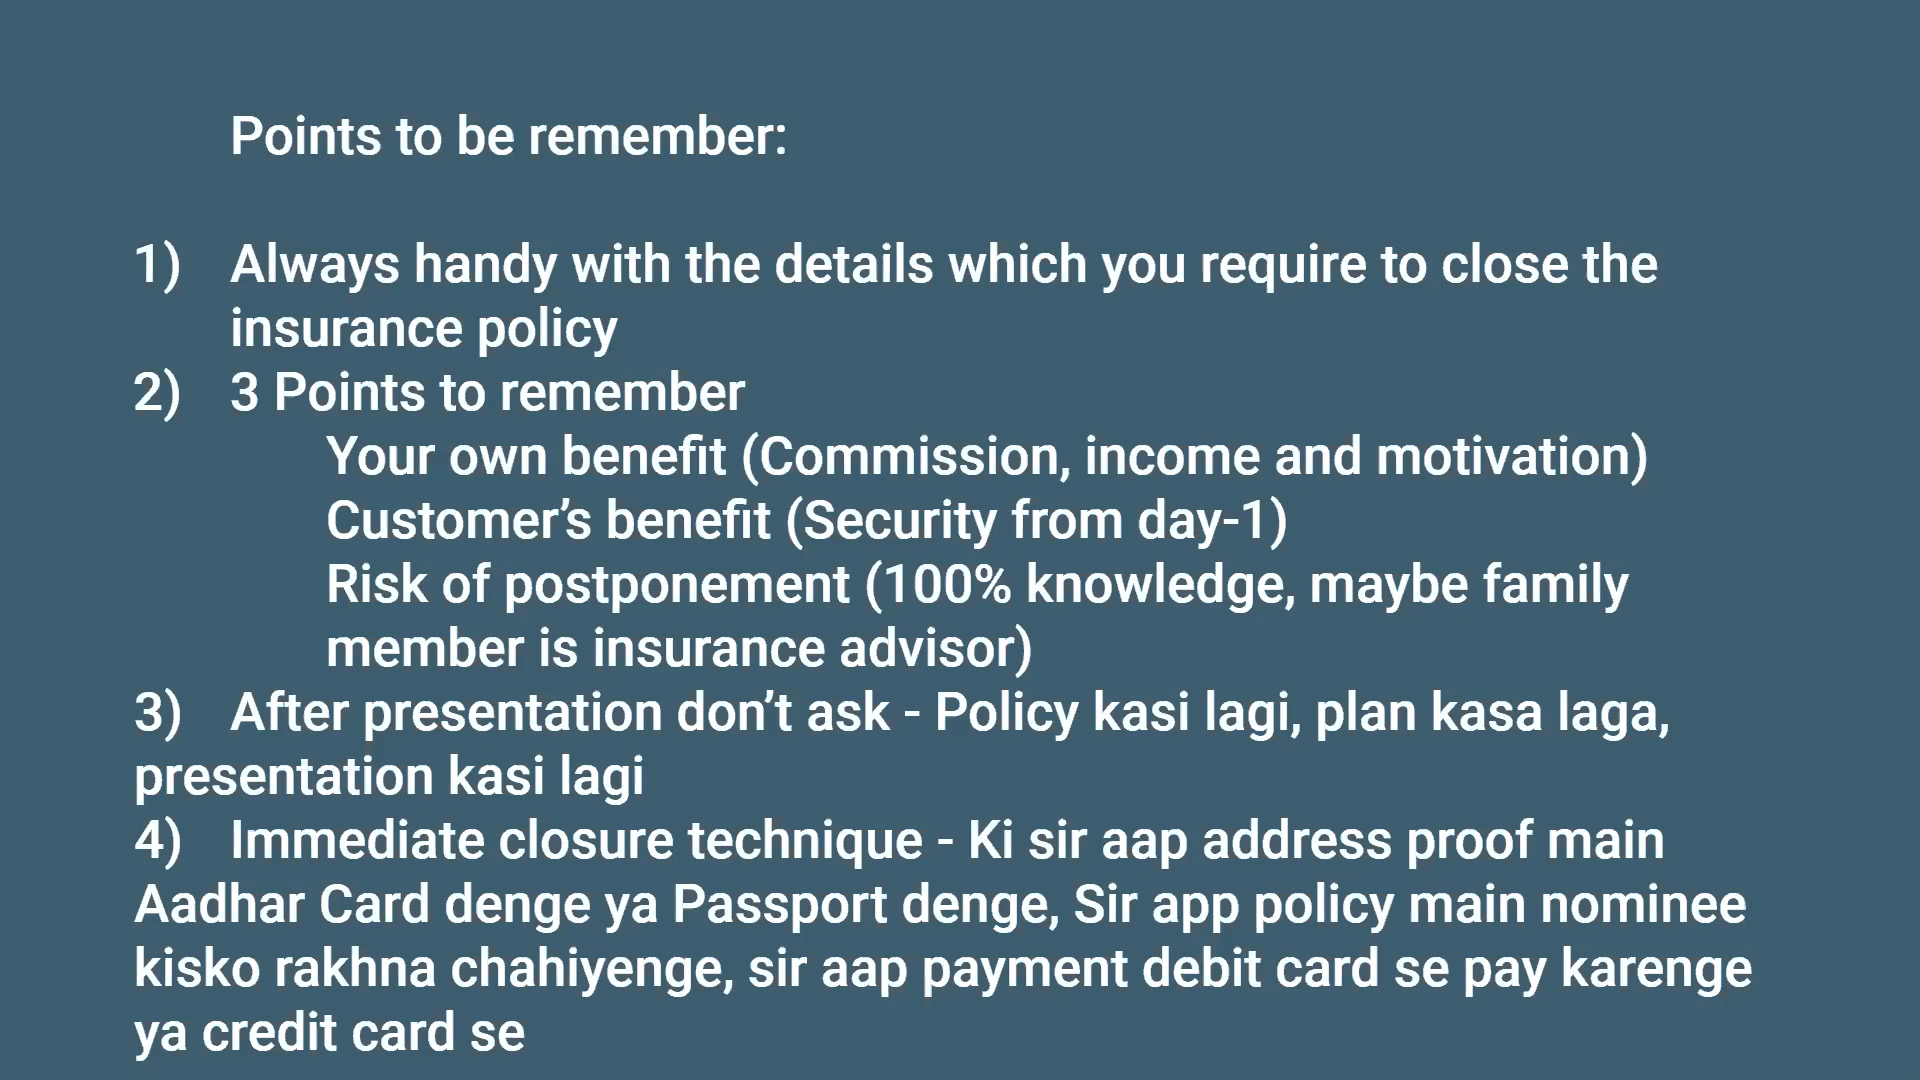 Points to be remember:
1) Always handy with the details which you require to close the
insurance policy
2) 3 Points to remember
Your own benefit (Commission, income and motivation)
Customer’s benefit (Security from day-1)
Risk of postponement (100% knowledge, maybe family
member is insurance advisor)
3) After presentation don’t ask - Policy kasi lagi, plan kasa laga,
presentation kasi lagi
4) Immediate closure technique - Ki sir aap address proof main
Aadhar Card denge ya Passport denge, Sir app policy main nominee
kisko rakhna chahiyenge, sir aap payment debit card se pay karenge
ya credit card se